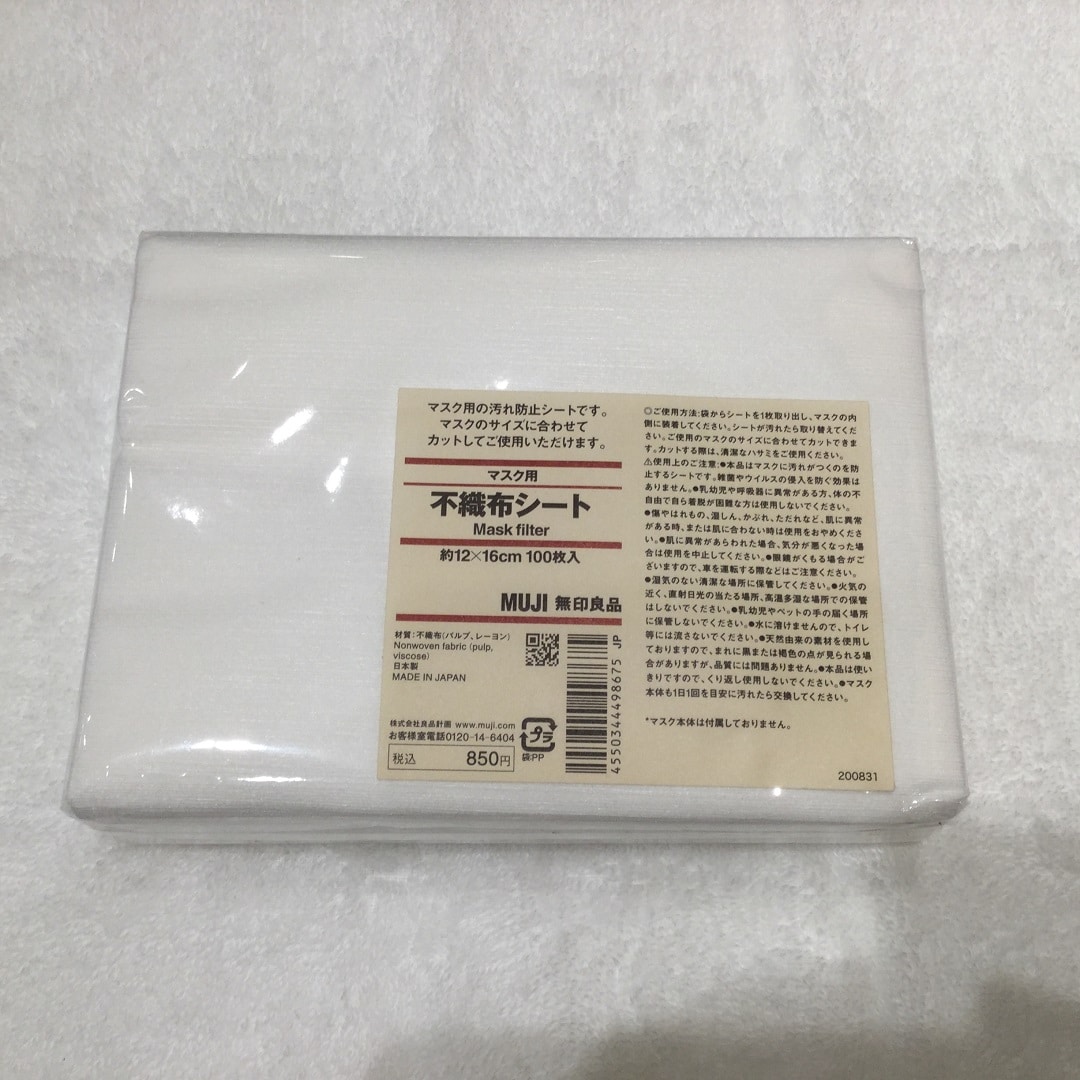 マスク用の汚れ防止シートです。
マスクのサイズに合わせて
カットしてご使用いただけます。
マスク用
不織布シート
Mask filter
約12×16cm 100枚入
MUJI 無印良品
材質：不織布(パルプ、レーヨン)
Nonwoven fabric (pulp,
viscose)
日本製
MADE IN JAPAN
株式会社良品計画 www.muji.com
お客様室電話0120-14-6404
税込 850円
プラ
袋:PP
4550344498675 JP
◎ご使用方法:袋からシートを1枚取り出し、マスクの内
側に装着してください。シートが汚れたら取り替えてくだ
さい。ご使用のマスクのサイズに合わせてカットできま
す。カットする際は、清潔なハサミをご使用ください。
⚠使用上のご注意:●本品はマスクに汚れがつくのを防
止するシートです。雑菌やウイルスの侵入を防ぐ効果は
ありません。●乳幼児や呼吸器に異常がある方、体の不
自由で自ら着脱が困難な方は使用しないでください。
●傷やはれもの、湿しん、かぶれ、ただれなど、肌に異常
がある時、または肌に合わない時は使用をおやめくださ
い。●肌に異常があらわれた場合、気分が悪くなった場
合は使用を中止してください。●眼鏡がくもる場合がご
ざいますので、車を運転する際などはご注意ください。
●湿気のない清潔な場所に保管してください。●火気の
近く、直射日光の当たる場所、高温多湿な場所での保管
はしないでください。●乳幼児やペットの手の届く場所
に保管しないでください。●水に溶けませんので、トイレ
等には流さないでください。●天然由来の素材を使用し
ておりますので、まれに黒または褐色の点が見られる場
合がありますが、品質には問題ありません。●本品は使い
きりですので、くり返し使用しないでください。●マスク
本体も1日1回を目安に汚れたら交換してください。
*マスク本体は付属しておりません。
200831